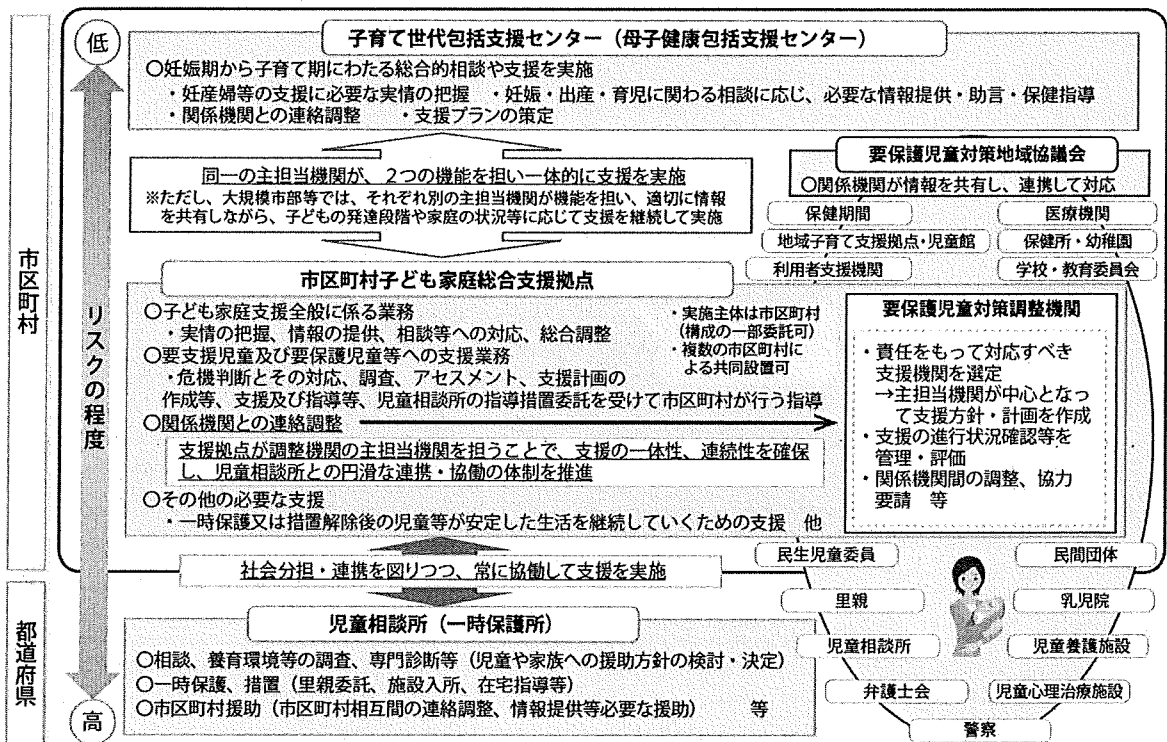 市区町村
都道府県
低
リスクの程度
高
子育て世代包括支援センター（母子健康包括支援センター）
〇妊娠期から子育て期にわたる総合的相談や支援を実施
・妊産婦等の支援に必要な実情の把握　・妊娠・出産・育児に関わる相談に応じ、必要な情報提供・助言・保健指導
・関係機関との連絡調整　・支援プランの策定
同一の主担当機関が、２つの機能を担い一体的に支援を実施
※ただし、大規模市部等では、それぞれ別の主担当機関が機能を担い、適切に情報
を共有しながら、子どもの発達段階や家庭の状況等に応じて支援を継続して実施
市区町村子ども家庭総合支援拠点
〇子ども家庭支援全般に係る業務
・実情の把握、情報の提供、相談等への対応、総合調整
〇要支援児童及び要保護児童等への支援業務
・危機判断とその対応、調査、アセスメント、支援計画の
作成等、支援及び指導等、児童相談所の指導措置委託を受けて市区町村が行う指導
〇関係機関との連絡調整
支援拠点が調整機関の主担当機関を担うことで、支援の一体性、連続性を確保
し、児童相談所との円滑な連携・協働の体制を推進
〇その他の必要な支援
・一時保護又は措置解除後の児童等が安定した生活を継続していくための支援　他
・実施主体は市区町村
（構成の一部委託可）
・複数の市区町村に
よる共同設置可
社会分担・連携を図りつつ、常に協働して支援を実施
児童相談所（一時保護所）
〇相談、養育環境等の調査、専門診断等（児童や家族への援助方針の検討・決定）
〇一時保護、措置（里親委託、施設入所、在宅指導等）
〇市区町村援助（市区町村相互間の連絡調整、情報提供等必要な援助）　等
要保護児童対策地域協議会
〇関係機関が情報を共有し、連携して対応
保健期間
医療機関
地域子育て支援拠点・児童館
保健所・幼稚園
利用者支援機関
学校・教育委員会
要保護児童対策調整機関
・責任をもって対応すべき
支援機関を選定
→主担当機関が中心となっ
て支援方針・計画を作成
・支援の進行状況確認等を
管理・評価
・関係機関間の調整、協力
要請　等
民生児童委員
民間団体
里親
乳児院
児童相談所
児童養護施設
弁護士会
児童心理治療施設
警察